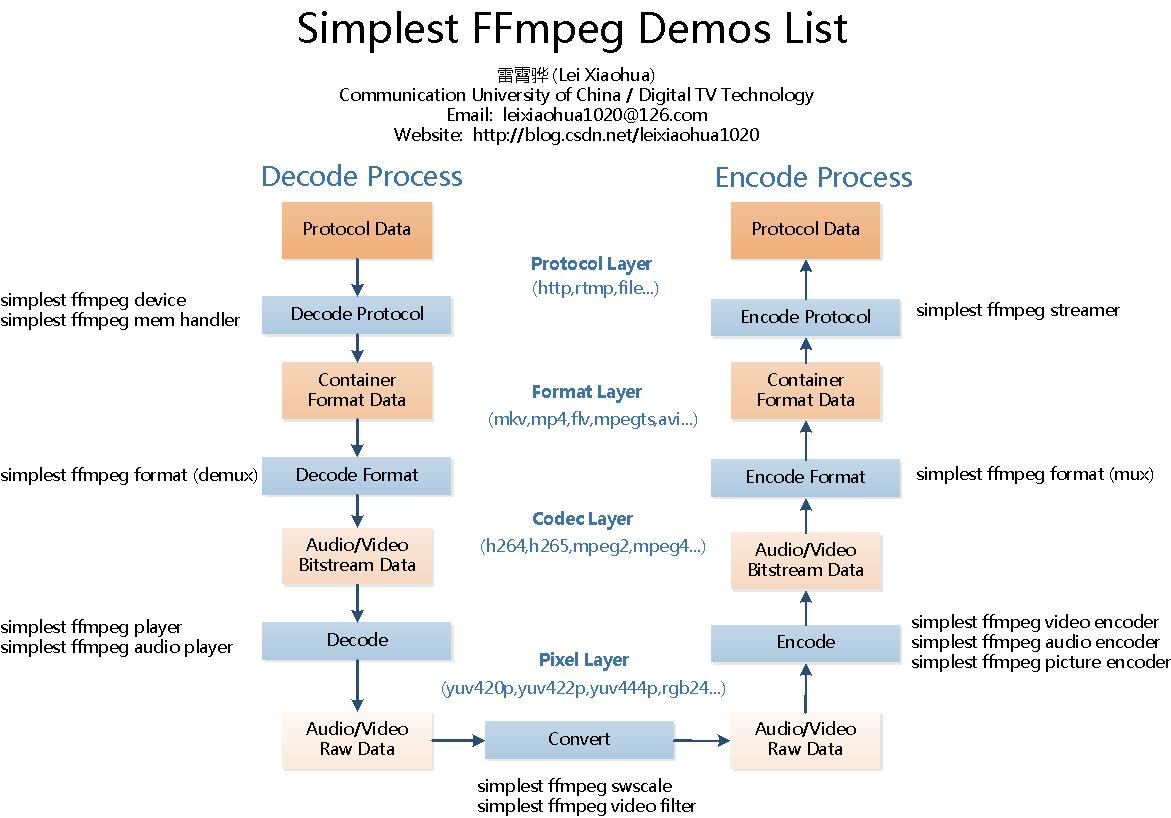 Simplest FFmpeg Demos List
雷霄骅 (Lei Xiaohua)
Communication University of China / Digital TV Technology
Email: leixiaohua1020@126.com
Website: http://blog.csdn.net/leixiaohua1020
Decode Process
Encode Process
Protocol Data
Protocol Data
Protocol Layer
(http,rtmp,file...)
simplest ffmpeg device
simplest ffmpeg mem handler
Decode Protocol
Encode Protocol
simplest ffmpeg streamer
Container
Format Data
Format Layer
(mkv,mp4,flv,mpegts,avi...)
Container
Format Data
simplest ffmpeg format (demux)
Decode Format
Encode Format
simplest ffmpeg format (mux)
Codec Layer
(h264,h265,mpeg2,mpeg4...)
Audio/Video
Bitstream Data
Audio/Video
Bitstream Data
simplest ffmpeg player
simplest ffmpeg audio player
Decode
Encode
simplest ffmpeg video encoder
simplest ffmpeg audio encoder
simplest ffmpeg picture encoder
Pixel Layer
(yuv420p,yuv422p,yuv444p,rgb24...)
Audio/Video
Raw Data
Convert
Audio/Video
Raw Data
simplest ffmpeg swscale
simplest ffmpeg video filter